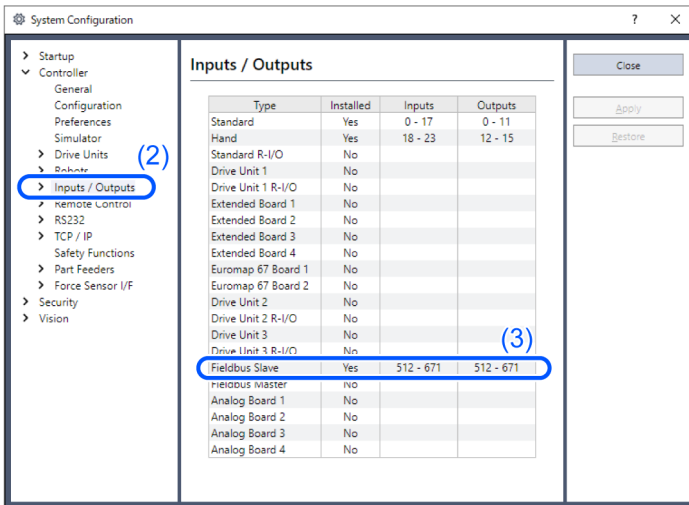 System Configuration
? ×
Startup
Controller
General
Configuration
Preferences
Simulator
Drive Units
(2)
Robots
Inputs / Outputs
Remote Control
RS232
TCP / IP
Safety Functions
Part Feeders
Force Sensor I/F
Security
Vision
Inputs / Outputs
Type Installed Inputs Outputs
Standard Yes 0 - 17 0 - 11
Hand Yes 18 - 23 12 - 15
Standard R-I/O No
Drive Unit 1 No
Drive Unit 1 R-I/O No
Extended Board 1 No
Extended Board 2 No
Extended Board 3 No
Extended Board 4 No
Euromap 67 Board 1 No
Euromap 67 Board 2 No
Drive Unit 2 No
Drive Unit 2 R-I/O No
Drive Unit 3 No
Drive Unit 3 R-I/O No
(3)
Fieldbus Slave Yes 512 - 671 512 - 671
Fieldbus Master No
Analog Board 1 No
Analog Board 2 No
Analog Board 3 No
Analog Board 4 No
Close
Apply
Restore